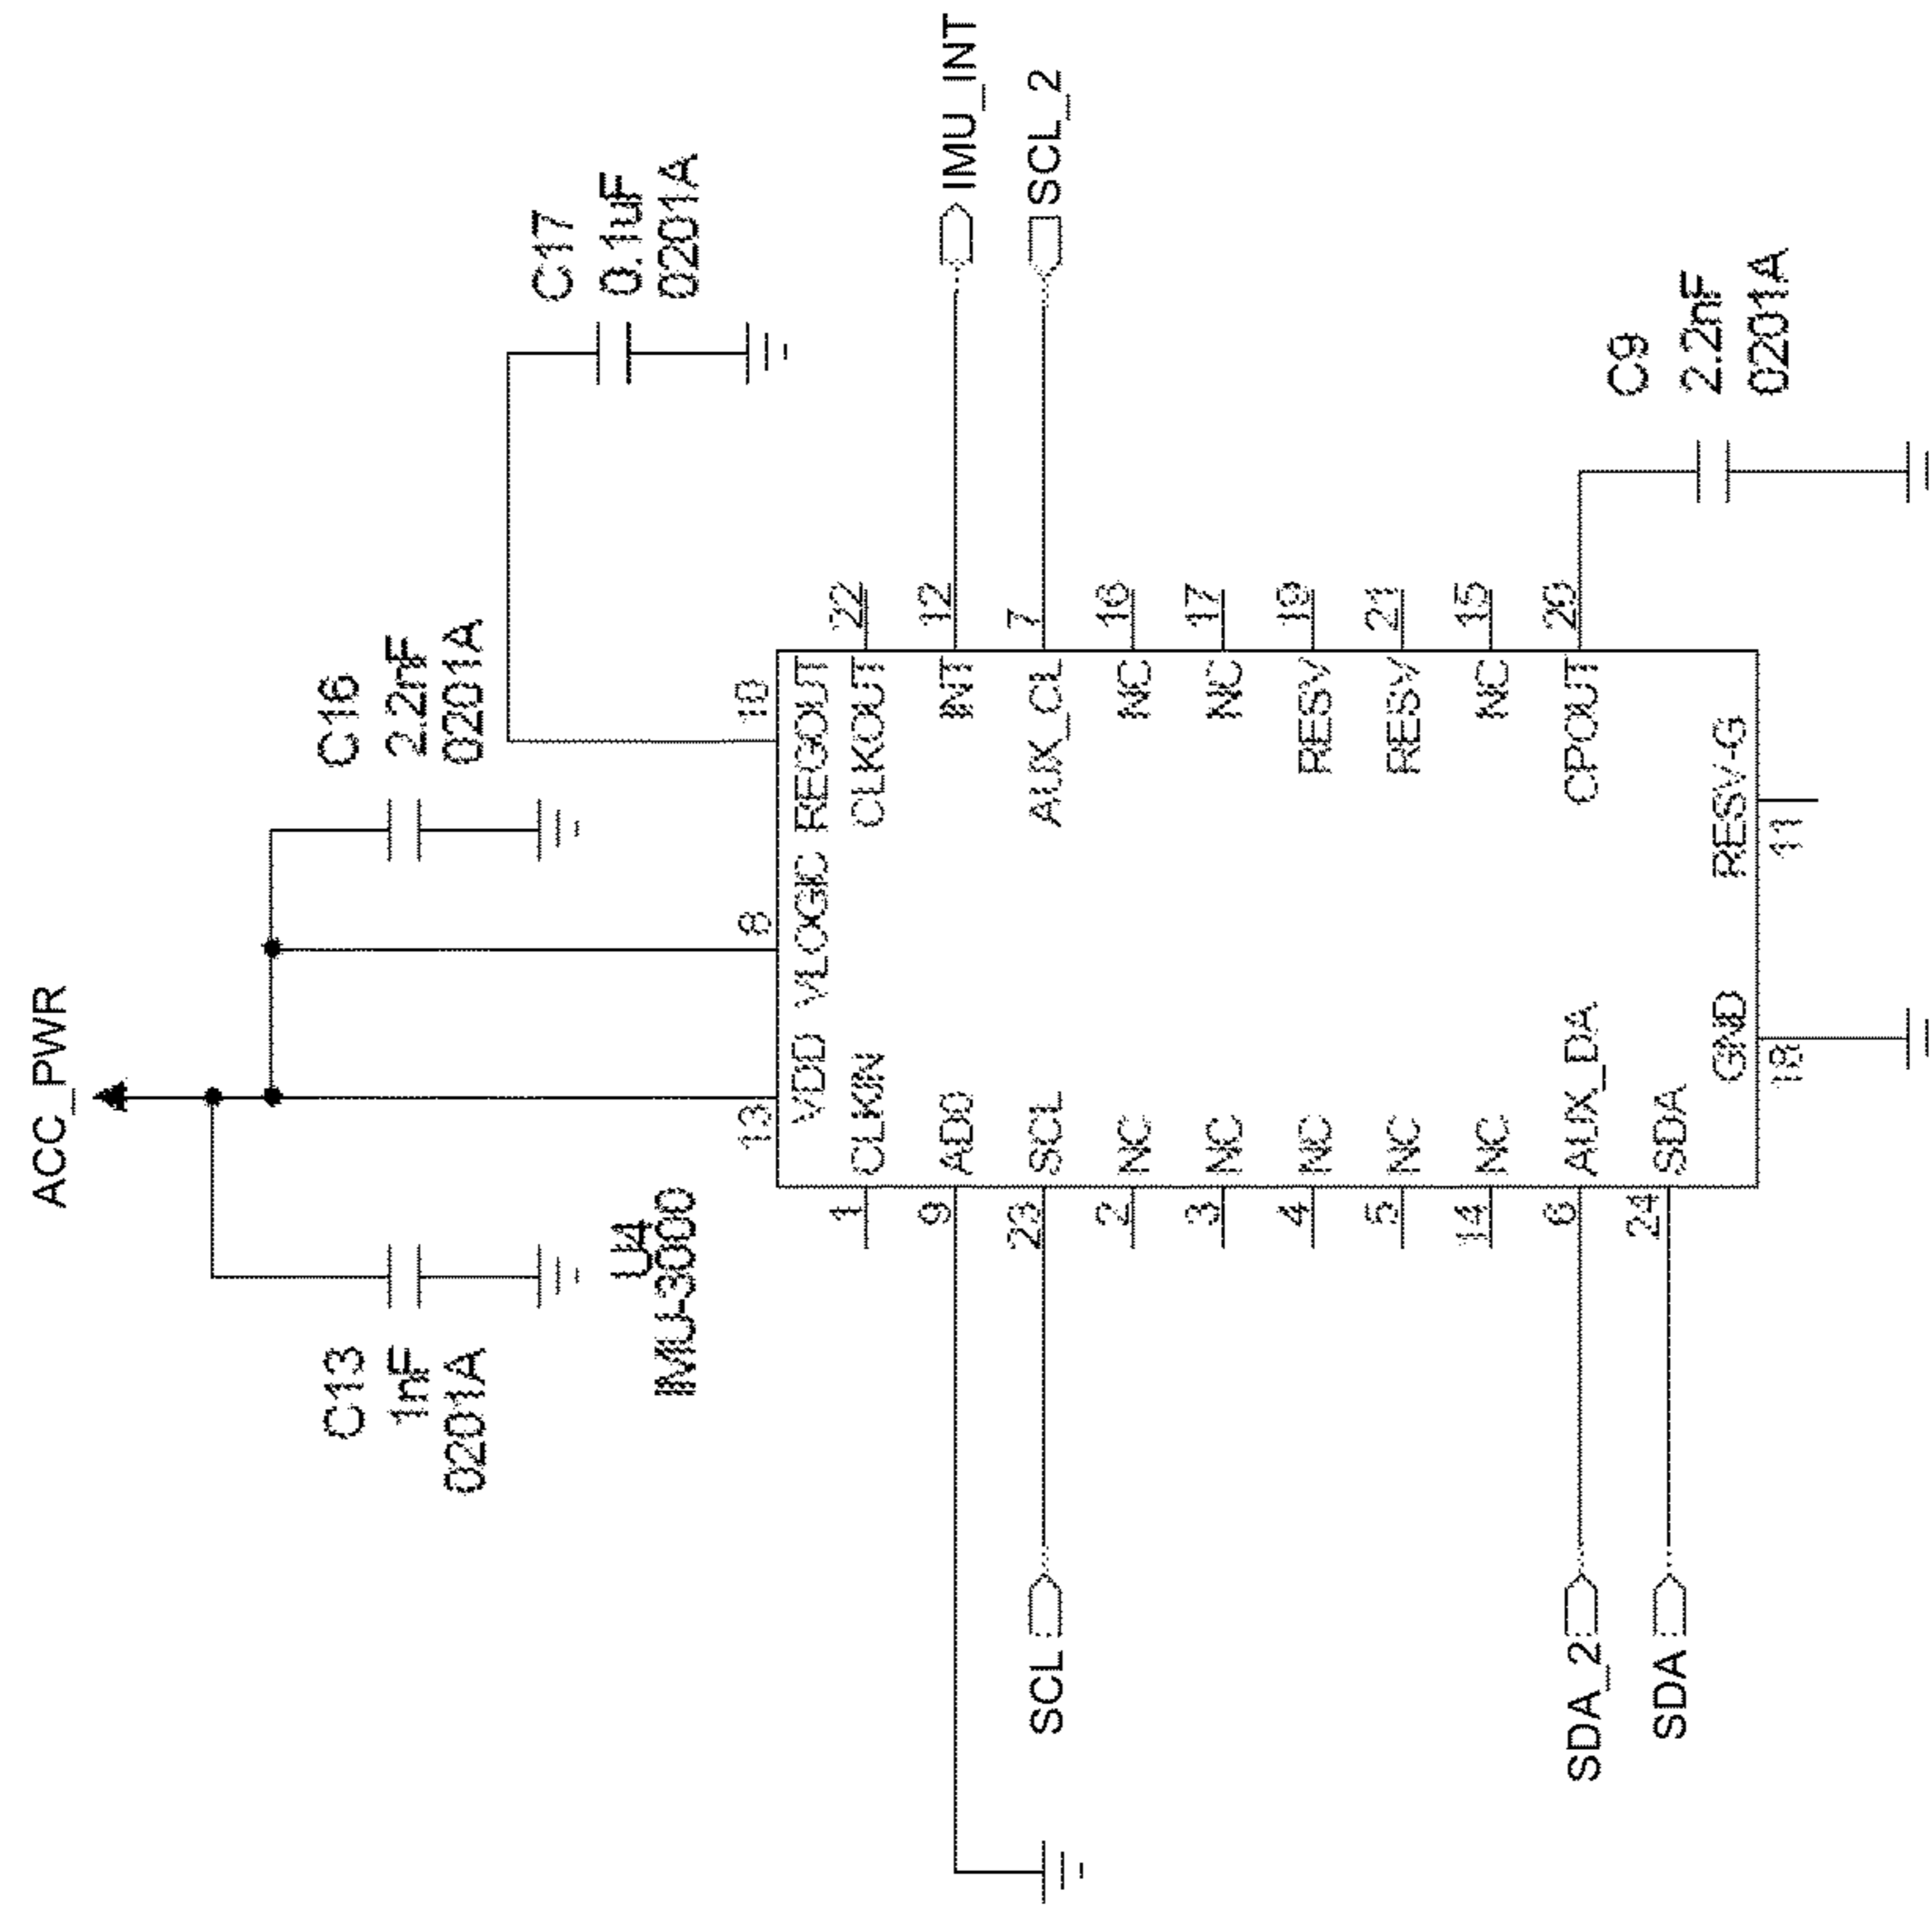 ACC_PWR
C13
1nF
0201A
C16
2.2nF
0201A
C17
0.1uF
0201A
U4
IMU-3000
13
8
10
VDD VLOGIC REGOUT
1
CLKIN
CLKOUT
22
9
AD0
INT
12
IMU_INT
SCL
23
SCL
AUX_CL
7
SCL_2
2
NC
NC
16
3
NC
NC
17
4
NC
RESV
19
5
NC
RESV
21
14
NC
NC
15
SDA_2
6
AUX_DA
CPOUT
20
SDA
24
SDA
GND
18
RESV-G
11
C9
2.2nF
0201A